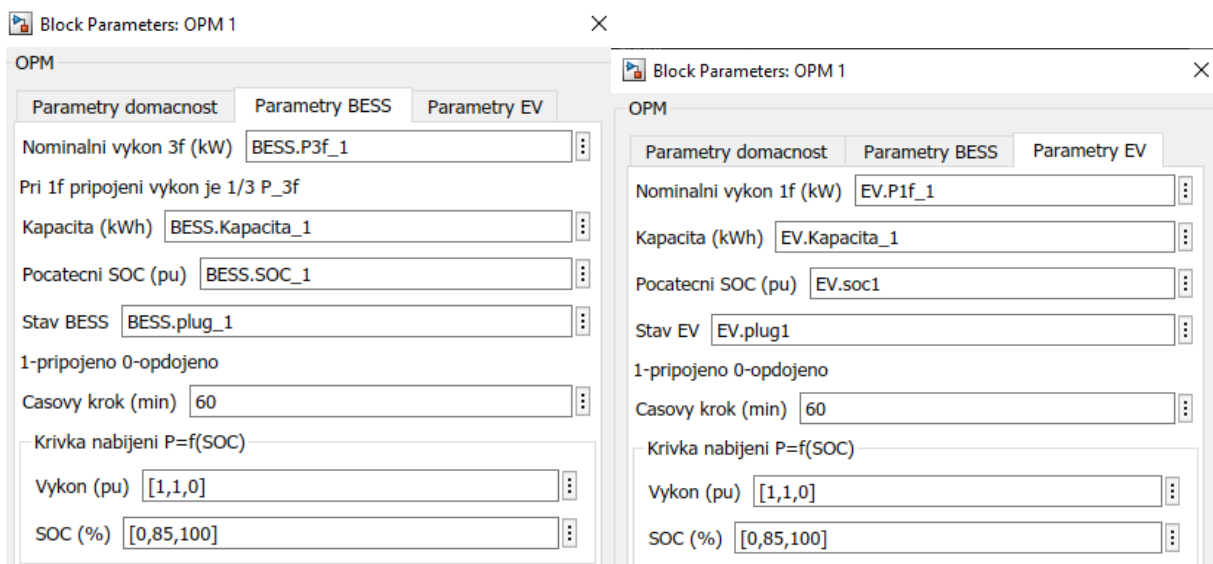 Block Parameters: OPM 1
OPM
Parametry domacnost Parametry BESS Parametry EV
Nominalni vykon 3f (kW) BESS.P3f_1
Pri 1f pripojeni vykon je 1/3 P_3f
Kapacita (kWh) BESS.Kapacita_1
Pocatecni SOC (pu) BESS.SOC_1
Stav BESS BESS.plug_1
1-pripojeno 0-opdojeno
Casovy krok (min) 60
Krivka nabijeni P=f(SOC)
Vykon (pu) [1,1,0]
SOC (%) [0,85,100]
Block Parameters: OPM 1
OPM
Parametry domacnost Parametry BESS Parametry EV
Nominalni vykon 1f (kW) EV.P1f_1
Kapacita (kWh) EV.Kapacita_1
Pocatecni SOC (pu) EV.soc1
Stav EV EV.plug1
1-pripojeno 0-opdojeno
Casovy krok (min) 60
Krivka nabijeni P=f(SOC)
Vykon (pu) [1,1,0]
SOC (%) [0,85,100]